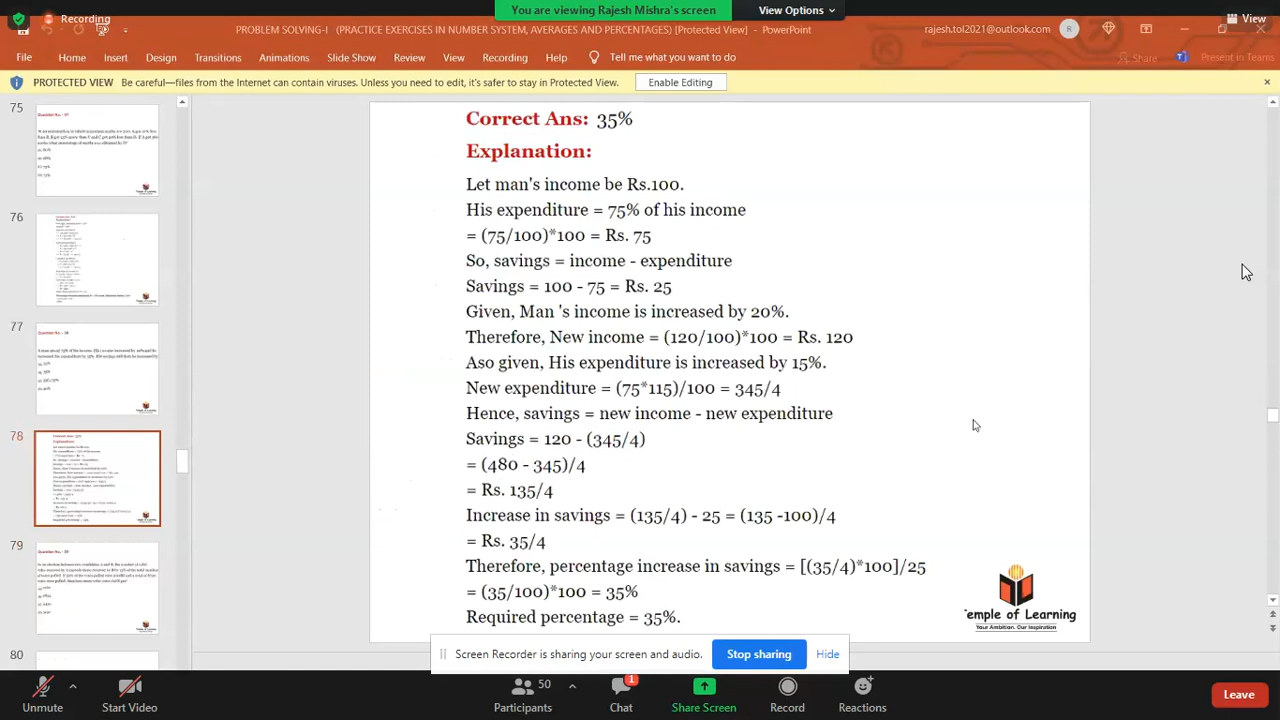 Recording
You are viewing Rajesh Mishra's screen
View Options
View
PROBLEM SOLVING-I (PRACTICE EXERCISES IN NUMBER SYSTEM, AVERAGES AND PERCENTAGES) [Protected View] - PowerPoint
rajesh.tol2021@outlook.com
R
File
Home
Insert
Design
Transitions
Animations
Slide Show
Review
View
Recording
Help
Tell me what you want to do
Share
Present in Teams
PROTECTED VIEW Be careful—files from the Internet can contain viruses. Unless you need to edit, it's safer to stay in Protected View.
Enable Editing
75
76
77
78
79
Correct Ans: 35%
Explanation:
Let man's income be Rs.100.
His expenditure = 75% of his income
= (75/100)*100 = Rs. 75
So, savings = income - expenditure
Savings = 100 - 75 = Rs. 25
Given, Man 's income is increased by 20%.
Therefore, New income = (120/100)*100 = Rs. 120
And given, His expenditure is increased by 15%.
New expenditure = (75*115)/100 = 345/4
Hence, savings = new income - new expenditure
Savings = 120 - (345/4)
= (480 - 345)/4
= Rs. 135/4
Increase in savings = (135/4) - 25 = (135 -100)/4
= Rs. 35/4
Therefore, percentage increase in savings = [(35/4)*100]/25
= (35/100)*100 = 35%
Required percentage = 35%.
Temple of Learning
Your Ambition. Our Inspiration
Screen Recorder is sharing your screen and audio.
Stop sharing
Hide
Unmute
Start Video
50
Participants
1
Chat
Share Screen
Record
Reactions
Leave